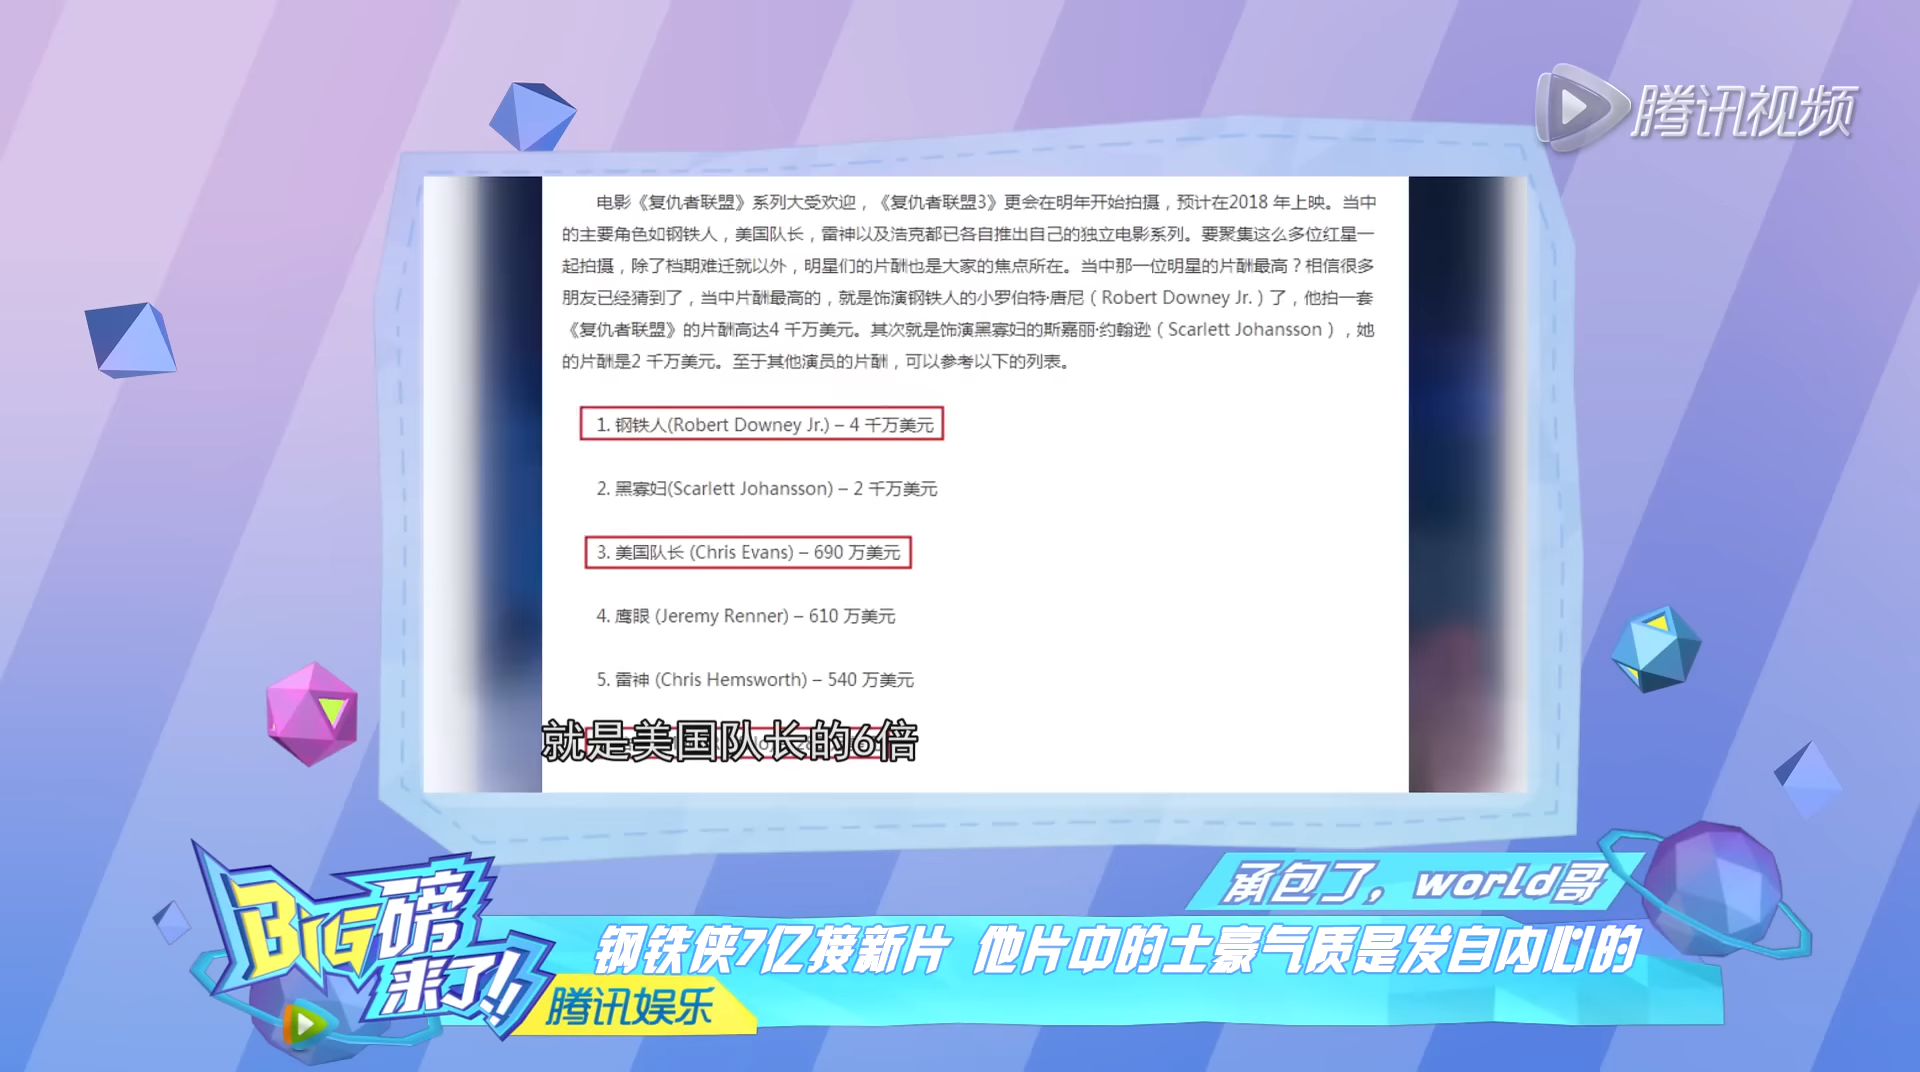 腾讯视频
电影《复仇者联盟》系列大受欢迎，《复仇者联盟3》更会在明年开始拍摄，预计在2018 年上映。当中
的主要角色如钢铁人，美国队长，雷神以及浩克都已各自推出自己的独立电影系列。要聚集这么多位红星一
起拍摄，除了档期难迁就以外，明星们的片酬也是大家的焦点所在。当中那一位明星的片酬最高？相信很多
朋友已经猜到了，当中片酬最高的，就是饰演钢铁人的小罗伯特·唐尼（Robert Downey Jr.）了，他拍一套
《复仇者联盟》的片酬高达4 千万美元。其次就是饰演黑寡妇的斯嘉丽·约翰逊（Scarlett Johansson），她
的片酬是2 千万美元。至于其他演员的片酬，可以参考以下的列表。
1. 钢铁人(Robert Downey Jr.) – 4 千万美元
2. 黑寡妇(Scarlett Johansson) – 2 千万美元
3. 美国队长 (Chris Evans) – 690 万美元
4. 鹰眼 (Jeremy Renner) – 610 万美元
5. 雷神 (Chris Hemsworth) – 540 万美元
就是美国队长的6倍
承包了，world哥
钢铁侠7亿接新片 他片中的土豪气质是发自内心的
BIG磅来了!!
腾讯娱乐